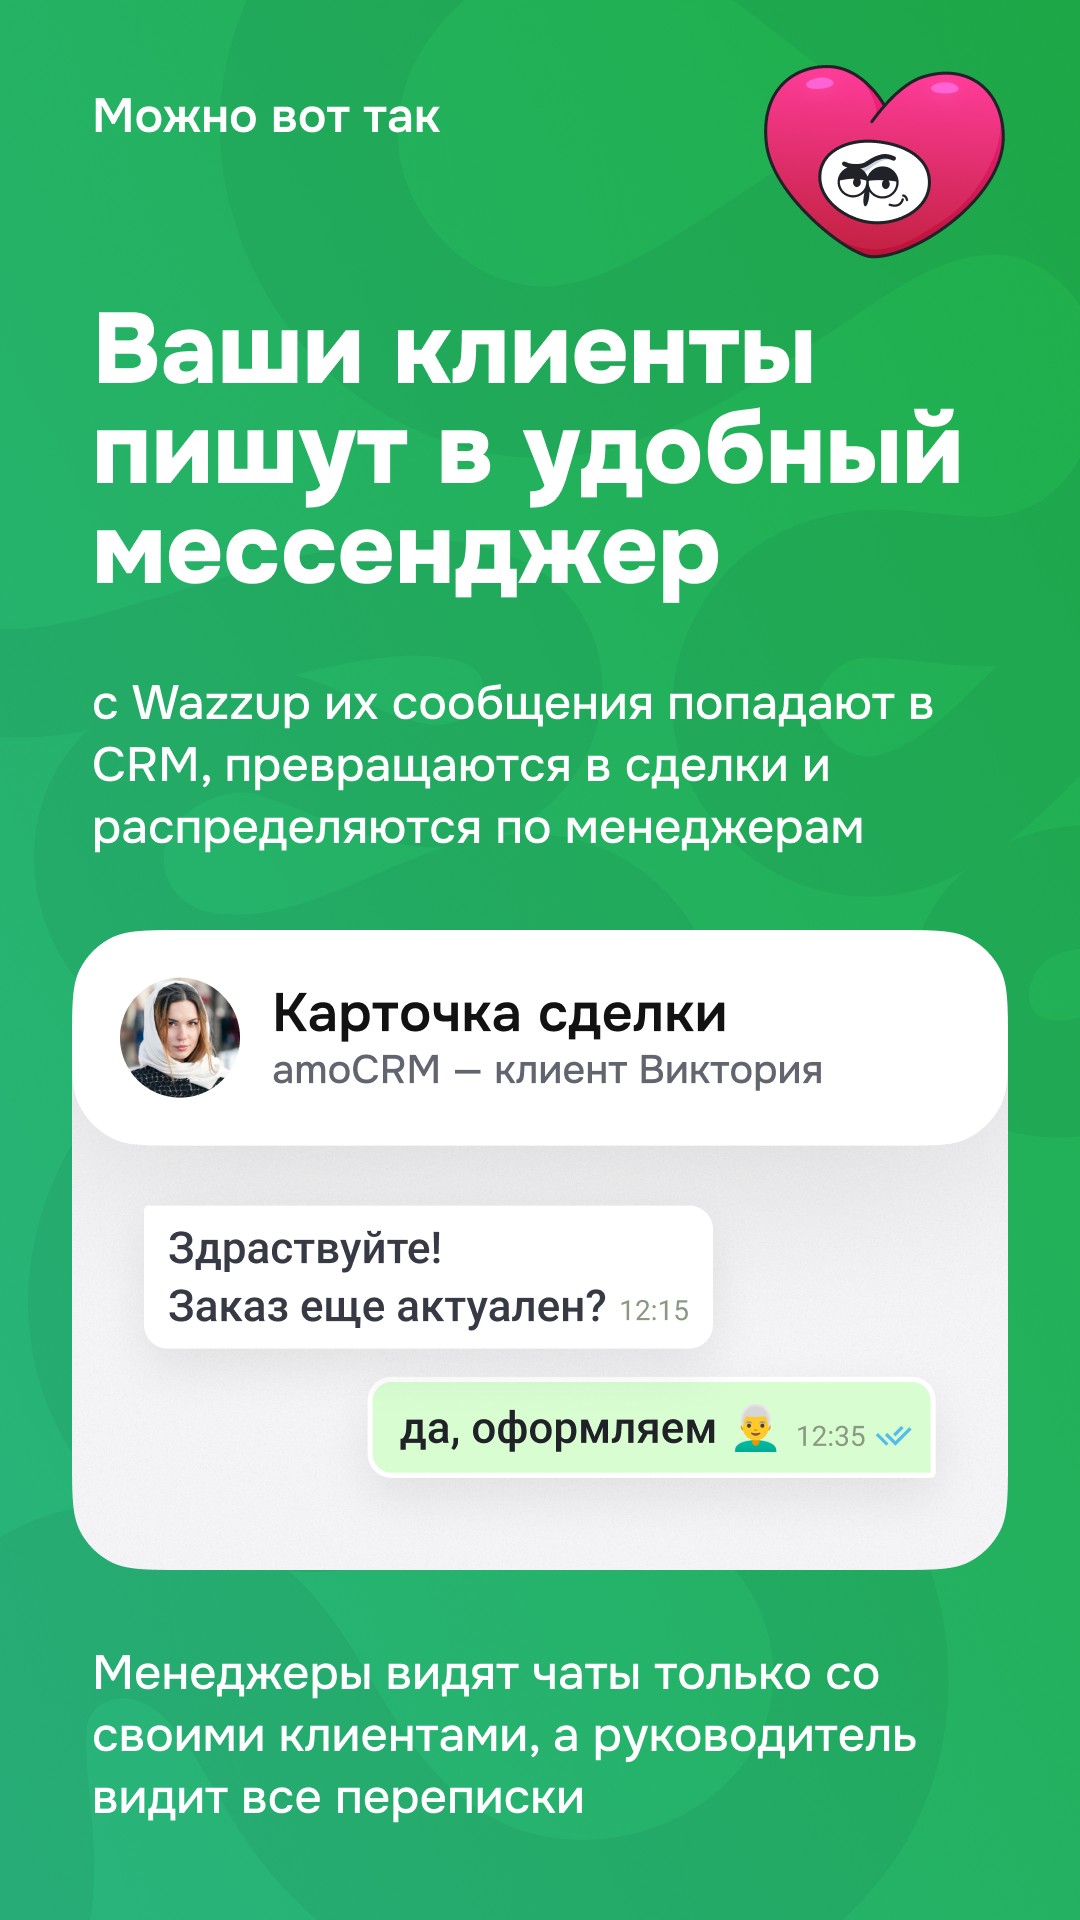 Можно вот так
Ваши клиенты
пишут в удобный
мессенджер
с Wazzup их сообщения попадают в
CRM, превращаются в сделки и
распределяются по менеджерам
Карточка сделки
amoCRM — клиент Виктория
Здраствуйте!
Заказ еще актуален? 12:15
да, оформляем 👨‍🦳 12:35
Менеджеры видят чаты только со
своими клиентами, а руководитель
видит все переписки